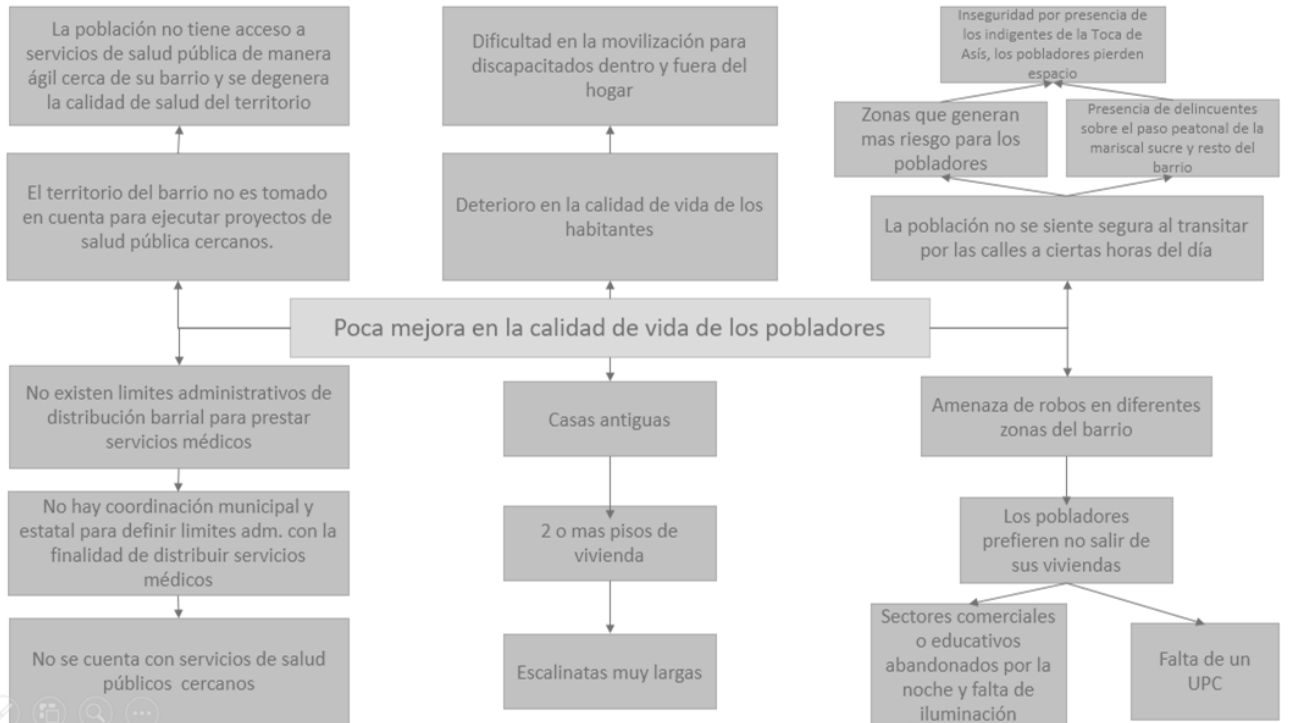 La población no tiene acceso a
servicios de salud pública de manera
ágil cerca de su barrio y se degenera
la calidad de salud del territorio
Dificultad en la movilización para
discapacitados dentro y fuera del
hogar
Inseguridad por presencia de
los indigentes de la Toca de
Asís, los pobladores pierden
espacio
Zonas que generan
mas riesgo para los
pobladores
Presencia de delincuentes
sobre el paso peatonal de la
mariscal sucre y resto del
barrio
El territorio del barrio no es tomado
en cuenta para ejecutar proyectos de
salud pública cercanos.
Deterioro en la calidad de vida de los
habitantes
La población no se siente segura al transitar
por las calles a ciertas horas del día
Poca mejora en la calidad de vida de los pobladores
No existen limites administrativos de
distribución barrial para prestar
servicios médicos
Casas antiguas
Amenaza de robos en diferentes
zonas del barrio
No hay coordinación municipal y
estatal para definir limites adm. con la
finalidad de distribuir servicios
médicos
2 o mas pisos de
vivienda
Los pobladores
prefieren no salir de
sus viviendas
No se cuenta con servicios de salud
públicos cercanos
Escalinatas muy largas
Sectores comerciales
o educativos
abandonados por la
noche y falta de
iluminación
Falta de un
UPC